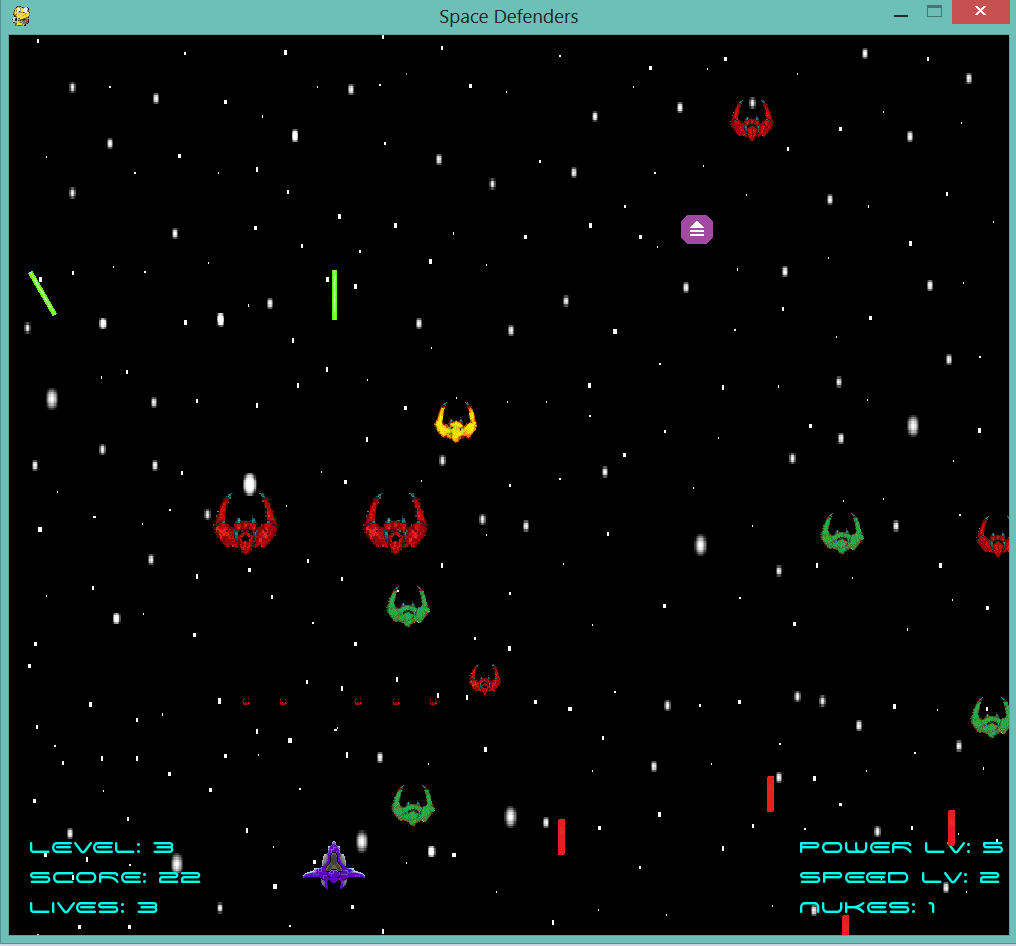 Space Defenders
LEVEL: 3
SCORE: 22
LIVES: 3
POWER LV: 5
SPEED LV: 2
NUKES: 1